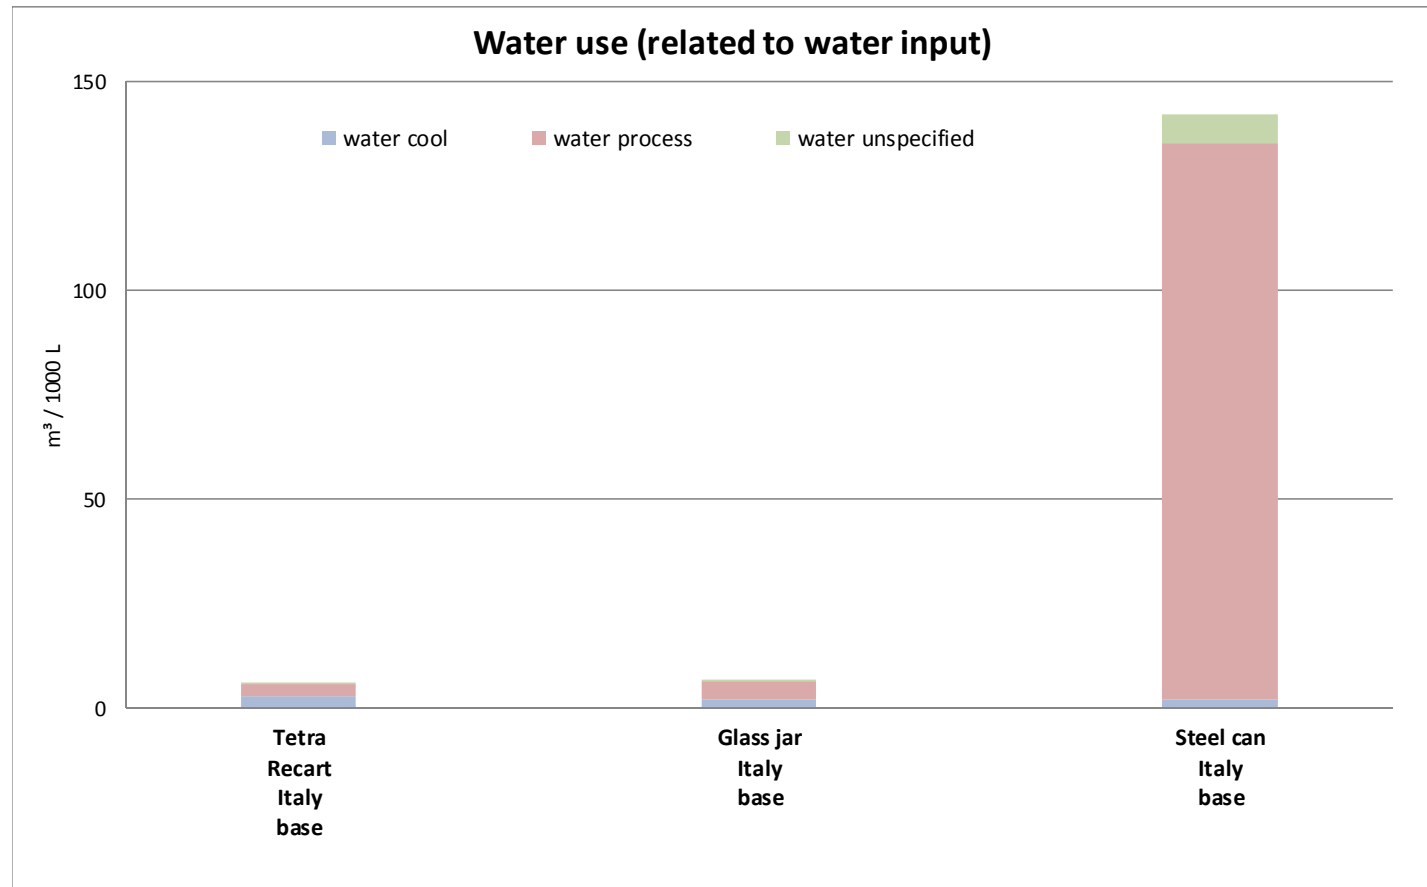 Water use (related to water input)
150
water cool
water process
water unspecified
100
m³ / 1000 L
50
0
Tetra
Recart
Italy
base
Glass jar
Italy
base
Steel can
Italy
base